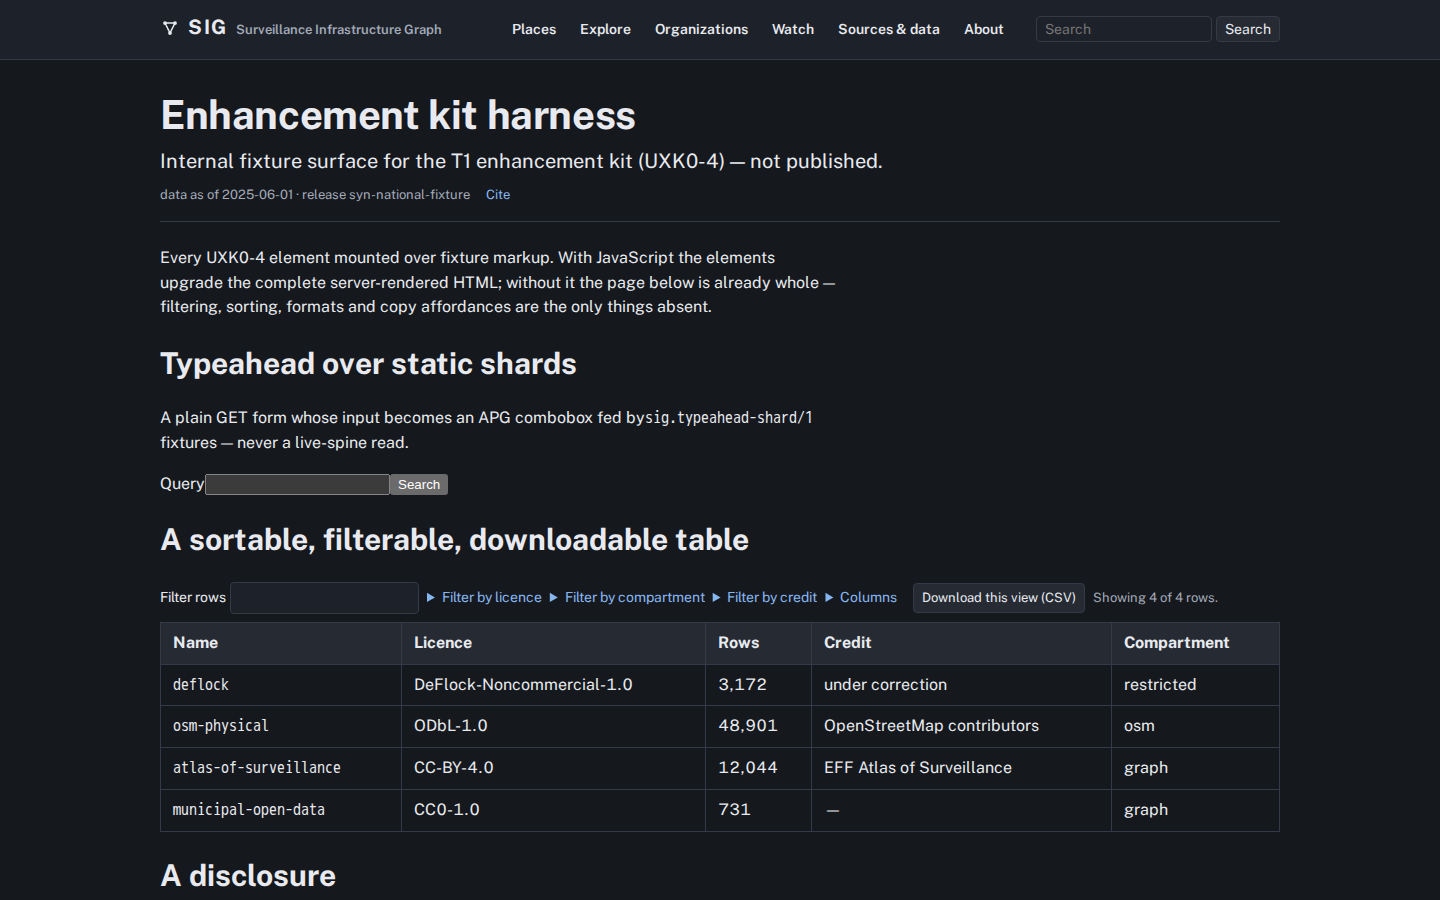 SIG Surveillance Infrastructure Graph Places Explore Organizations Watch Sources & data About Search Search
Enhancement kit harness
Internal fixture surface for the T1 enhancement kit (UXK0-4) — not published.
data as of 2025-06-01 · release syn-national-fixture Cite
Every UXK0-4 element mounted over fixture markup. With JavaScript the elements
upgrade the complete server-rendered HTML; without it the page below is already whole —
filtering, sorting, formats and copy affordances are the only things absent.
Typeahead over static shards
A plain GET form whose input becomes an APG combobox fed bysig.typeahead-shard/1
fixtures — never a live-spine read.
Query Search
A sortable, filterable, downloadable table
Filter rows Filter by licence Filter by compartment Filter by credit Columns Download this view (CSV) Showing 4 of 4 rows.
Name Licence Rows Credit Compartment
deflock DeFlock-Noncommercial-1.0 3,172 under correction restricted
osm-physical ODbL-1.0 48,901 OpenStreetMap contributors osm
atlas-of-surveillance CC-BY-4.0 12,044 EFF Atlas of Surveillance graph
municipal-open-data CC0-1.0 731 — graph
A disclosure